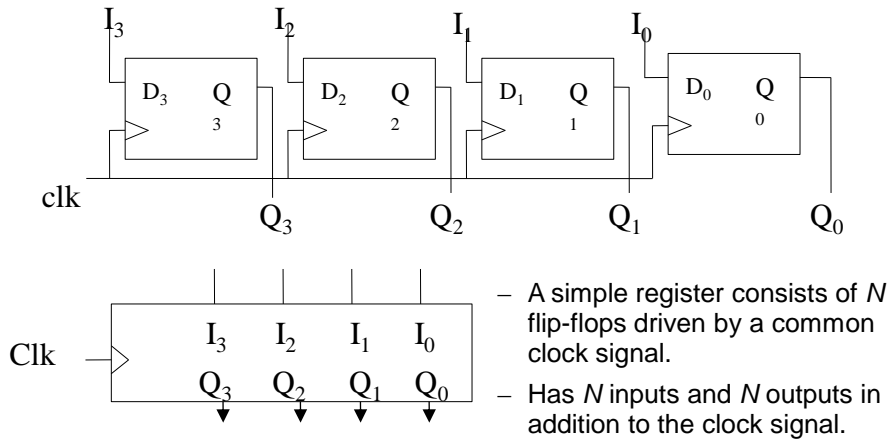 I₃ I₂ I₁ I₀
D₃ Q D₂ Q D₁ Q D₀ Q
3 2 1 0
clk
Q₃ Q₂ Q₁ Q₀
– A simple register consists of N
flip-flops driven by a common
clock signal.
– Has N inputs and N outputs in
addition to the clock signal.
Clk
I₃ I₂ I₁ I₀
Q₃ Q₂ Q₁ Q₀